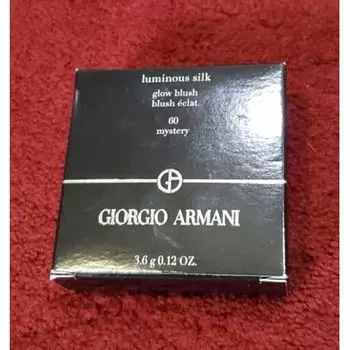 luminous silk
glow blush
blush éclat
60
mystery
GIORGIO ARMANI
3.6 g 0.12 OZ.